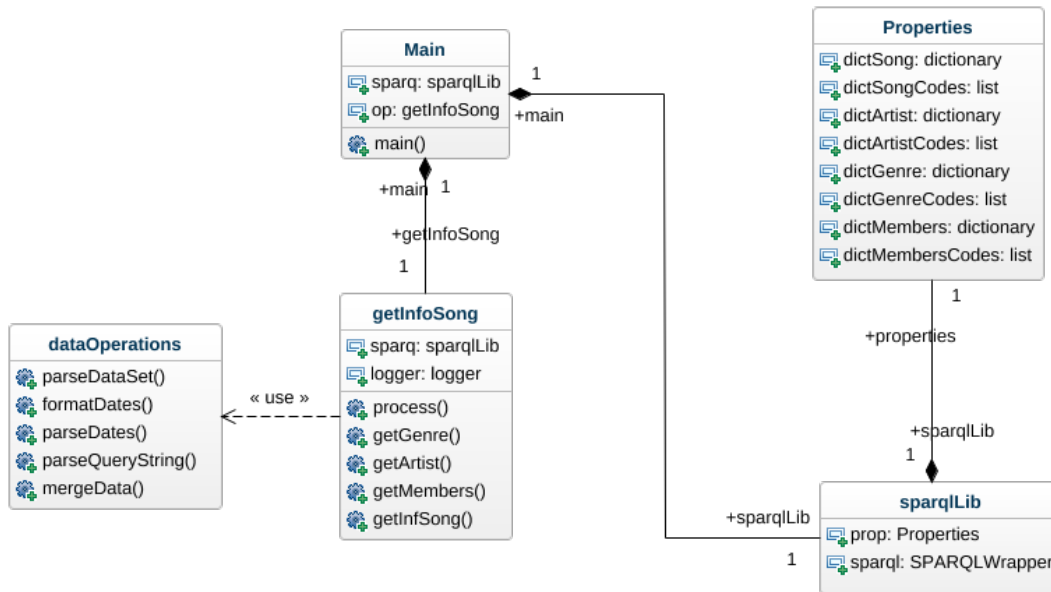 Main
sparq: sparqlLib
op: getInfoSong
main()
1
+main
+main
1
+getInfoSong
1
getInfoSong
sparq: sparqlLib
logger: logger
process()
getGenre()
getArtist()
getMembers()
getInfSong()
« use »
dataOperations
parseDataSet()
formatDates()
parseDates()
parseQueryString()
mergeData()
Properties
dictSong: dictionary
dictSongCodes: list
dictArtist: dictionary
dictArtistCodes: list
dictGenre: dictionary
dictGenreCodes: list
dictMembers: dictionary
dictMembersCodes: list
1
+properties
+sparqlLib
1
+sparqlLib
1
sparqlLib
prop: Properties
sparql: SPARQLWrapper